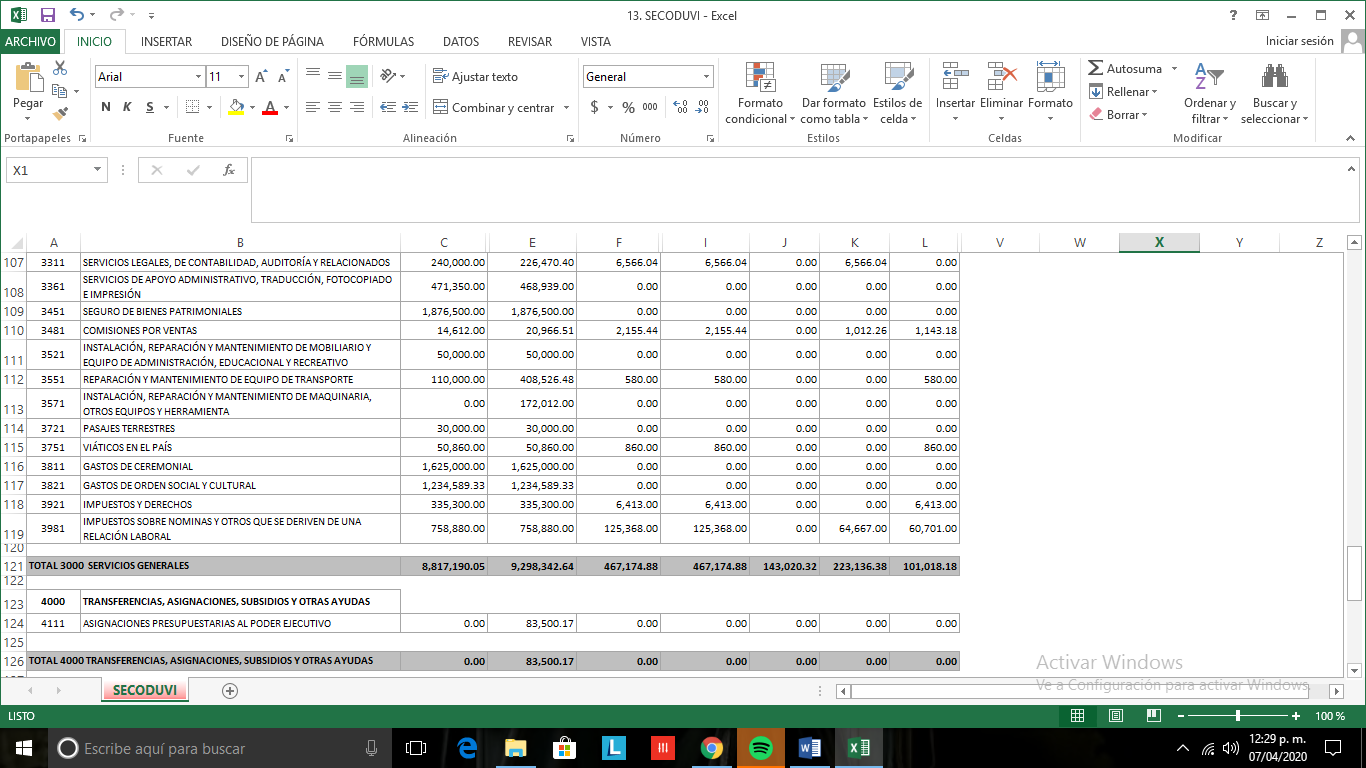 13. SECODUVI - Excel
ARCHIVO INICIO INSERTAR DISEÑO DE PÁGINA FÓRMULAS DATOS REVISAR VISTA Iniciar sesión
Pegar
Arial 11
N K S
Ajustar texto
Combinar y centrar
General
$ % 000
Formato condicional
Dar formato como tabla
Estilos de celda
Insertar Eliminar Formato
Autosuma
Rellenar
Borrar
Ordenar y filtrar
Buscar y seleccionar
Portapapeles Fuente Alineación Número Estilos Celdas Modificar
X1 fx
A B C E F I J K L V W X Y Z
107 3311 SERVICIOS LEGALES, DE CONTABILIDAD, AUDITORÍA Y RELACIONADOS 240,000.00 226,470.40 6,566.04 6,566.04 0.00 6,566.04 0.00
108 3361 SERVICIOS DE APOYO ADMINISTRATIVO, TRADUCCIÓN, FOTOCOPIADO
E IMPRESIÓN 471,350.00 468,939.00 0.00 0.00 0.00 0.00 0.00
109 3451 SEGURO DE BIENES PATRIMONIALES 1,876,500.00 1,876,500.00 0.00 0.00 0.00 0.00 0.00
110 3481 COMISIONES POR VENTAS 14,612.00 20,966.51 2,155.44 2,155.44 0.00 1,012.26 1,143.18
111 3521 INSTALACIÓN, REPARACIÓN Y MANTENIMIENTO DE MOBILIARIO Y
EQUIPO DE ADMINISTRACIÓN, EDUCACIONAL Y RECREATIVO 50,000.00 50,000.00 0.00 0.00 0.00 0.00 0.00
112 3551 REPARACIÓN Y MANTENIMIENTO DE EQUIPO DE TRANSPORTE 110,000.00 408,526.48 580.00 580.00 0.00 0.00 580.00
113 3571 INSTALACIÓN, REPARACIÓN Y MANTENIMIENTO DE MAQUINARIA,
OTROS EQUIPOS Y HERRAMIENTA 0.00 172,012.00 0.00 0.00 0.00 0.00 0.00
114 3721 PASAJES TERRESTRES 30,000.00 30,000.00 0.00 0.00 0.00 0.00 0.00
115 3751 VIÁTICOS EN EL PAÍS 50,860.00 50,860.00 860.00 860.00 0.00 0.00 860.00
116 3811 GASTOS DE CEREMONIAL 1,625,000.00 1,625,000.00 0.00 0.00 0.00 0.00 0.00
117 3821 GASTOS DE ORDEN SOCIAL Y CULTURAL 1,234,589.33 1,234,589.33 0.00 0.00 0.00 0.00 0.00
118 3921 IMPUESTOS Y DERECHOS 335,300.00 335,300.00 6,413.00 6,413.00 0.00 0.00 6,413.00
119 3981 IMPUESTOS SOBRE NOMINAS Y OTROS QUE SE DERIVEN DE UNA
RELACIÓN LABORAL 758,880.00 758,880.00 125,368.00 125,368.00 0.00 64,667.00 60,701.00
120
121 TOTAL 3000 SERVICIOS GENERALES 8,817,190.05 9,298,342.64 467,174.88 467,174.88 143,020.32 223,136.38 101,018.18
122
123 4000 TRANSFERENCIAS, ASIGNACIONES, SUBSIDIOS Y OTRAS AYUDAS
124 4111 ASIGNACIONES PRESUPUESTARIAS AL PODER EJECUTIVO 0.00 83,500.17 0.00 0.00 0.00 0.00 0.00
125
126 TOTAL 4000 TRANSFERENCIAS, ASIGNACIONES, SUBSIDIOS Y OTRAS AYUDAS 0.00 83,500.17 0.00 0.00 0.00 0.00 0.00
Activar Windows
Ve a Configuración para activar Windows.
SECODUVI
LISTO 100 %
Escribe aquí para buscar
12:29 p. m.
07/04/2020